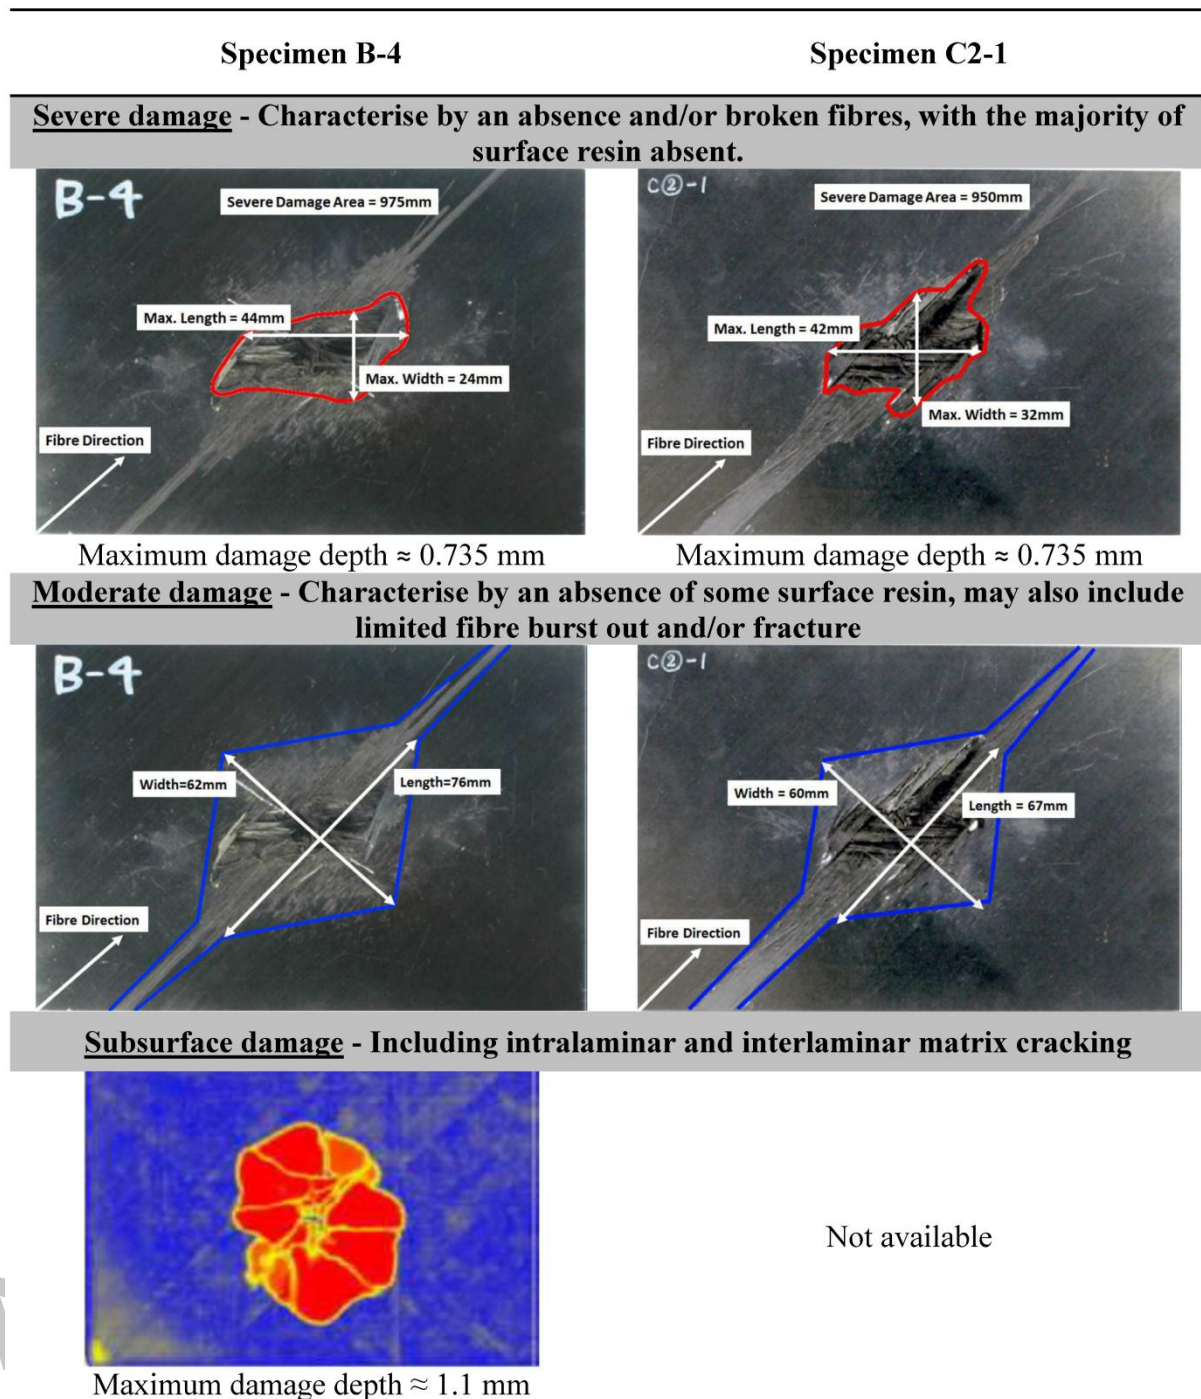 Specimen B-4
Specimen C2-1
Severe damage - Characterise by an absence and/or broken fibres, with the majority of
surface resin absent.
B-4
Severe Damage Area = 975mm
Max. Length = 44mm
Max. Width = 24mm
Fibre Direction
C②-1
Severe Damage Area = 950mm
Max. Length = 42mm
Max. Width = 32mm
Fibre Direction
Maximum damage depth ≈ 0.735 mm
Maximum damage depth ≈ 0.735 mm
Moderate damage - Characterise by an absence of some surface resin, may also include
limited fibre burst out and/or fracture
B-4
Width=62mm
Length=76mm
Fibre Direction
C②-1
Width = 60mm
Length = 67mm
Fibre Direction
Subsurface damage - Including intralaminar and interlaminar matrix cracking
Not available
Maximum damage depth ≈ 1.1 mm